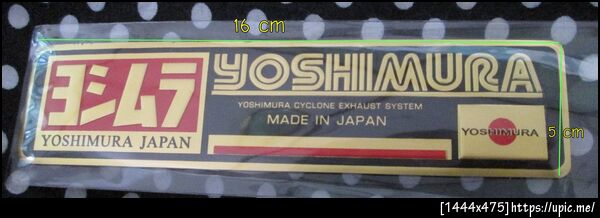 16 cm
ヨシムラ
YOSHIMURA JAPAN
YOSHIMURA
YOSHIMURA CYCLONE EXHAUST SYSTEM
MADE IN JAPAN
YOSHIMURA
5 cm
[1444x475]https://upic.me/